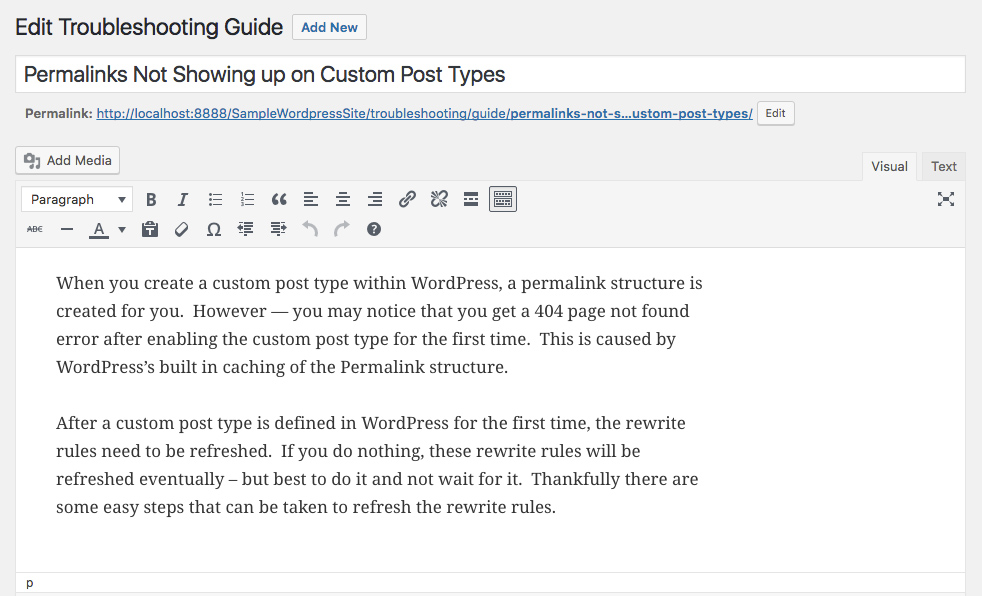 Edit Troubleshooting Guide Add New
Permalinks Not Showing up on Custom Post Types
Permalink: http://localhost:8888/SampleWordpressSite/troubleshooting/guide/permalinks-not-s...ustom-post-types/ Edit
Add Media
Visual Text
Paragraph B I
ABC A Ω
When you create a custom post type within WordPress, a permalink structure is
created for you.  However — you may notice that you get a 404 page not found
error after enabling the custom post type for the first time.  This is caused by
WordPress’s built in caching of the Permalink structure.
After a custom post type is defined in WordPress for the first time, the rewrite
rules need to be refreshed.  If you do nothing, these rewrite rules will be
refreshed eventually – but best to do it and not wait for it.  Thankfully there are
some easy steps that can be taken to refresh the rewrite rules.
p